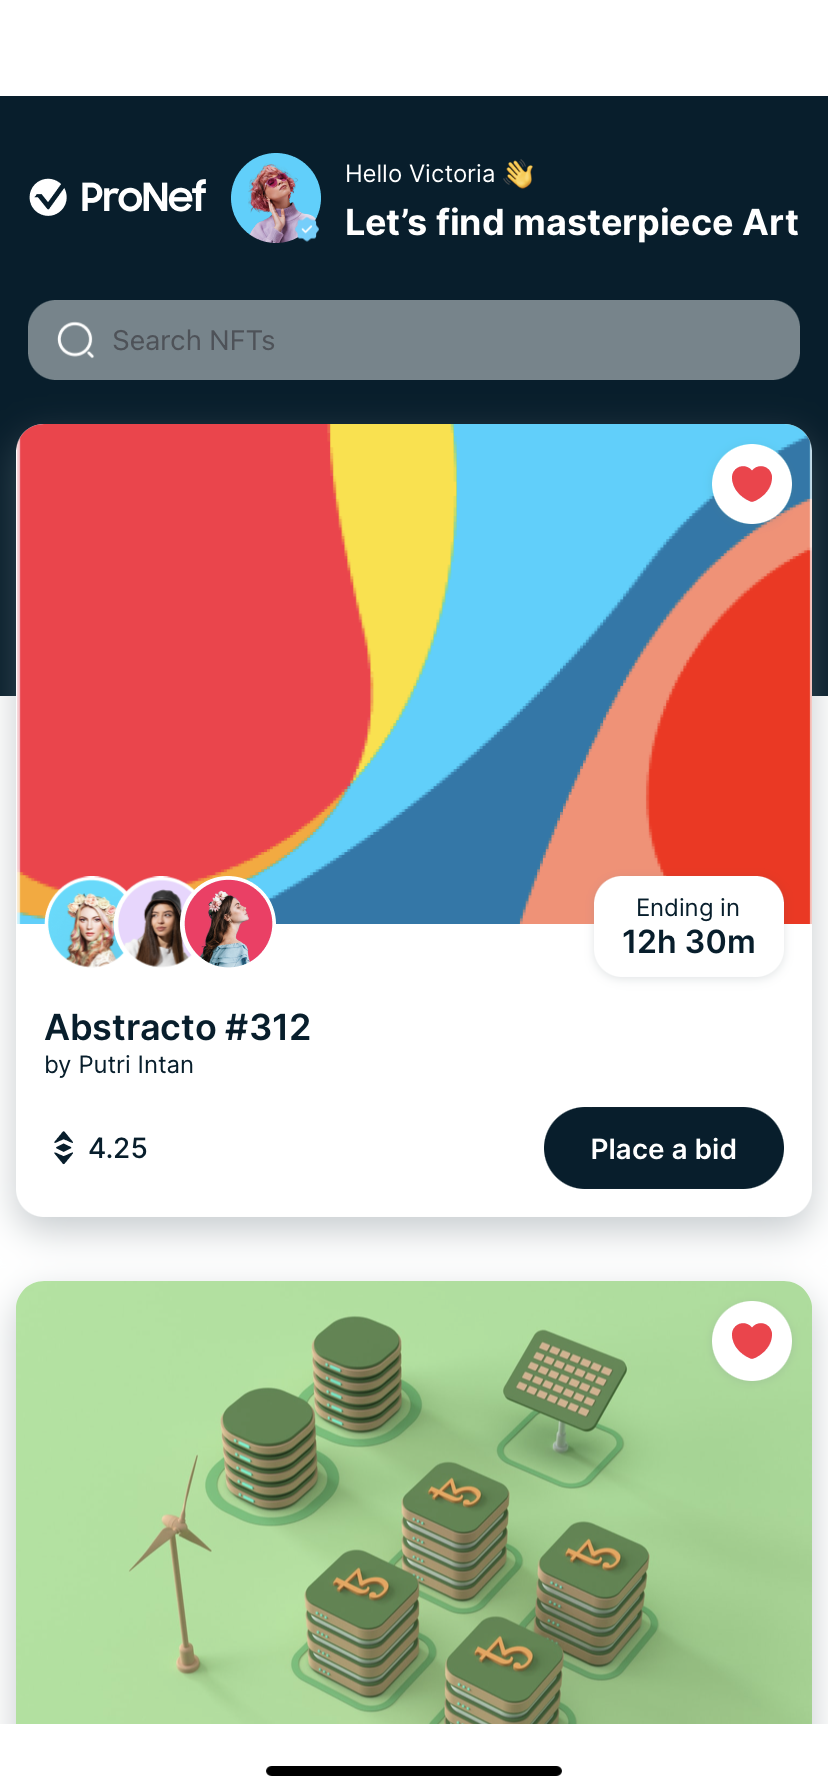 ProNef
Hello Victoria 👋
Let’s find masterpiece Art
Search NFTs
Ending in
12h 30m
Abstracto #312
by Putri Intan
4.25
Place a bid